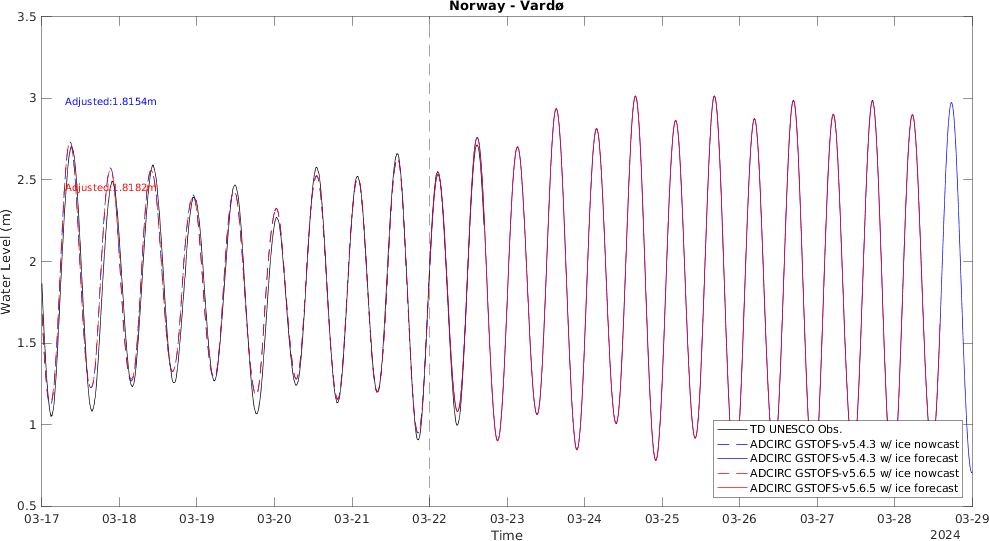 Norway - Vardø
3.5
3
2.5
2
1.5
1
0.5
Water Level (m)
Adjusted:1.8154m
Adjusted:1.8182m
TD UNESCO Obs.
ADCIRC GSTOFS-v5.4.3 w/ ice nowcast
ADCIRC GSTOFS-v5.4.3 w/ ice forecast
ADCIRC GSTOFS-v5.6.5 w/ ice nowcast
ADCIRC GSTOFS-v5.6.5 w/ ice forecast
03-17 03-18 03-19 03-20 03-21 03-22 03-23 03-24 03-25 03-26 03-27 03-28 03-29
Time
2024